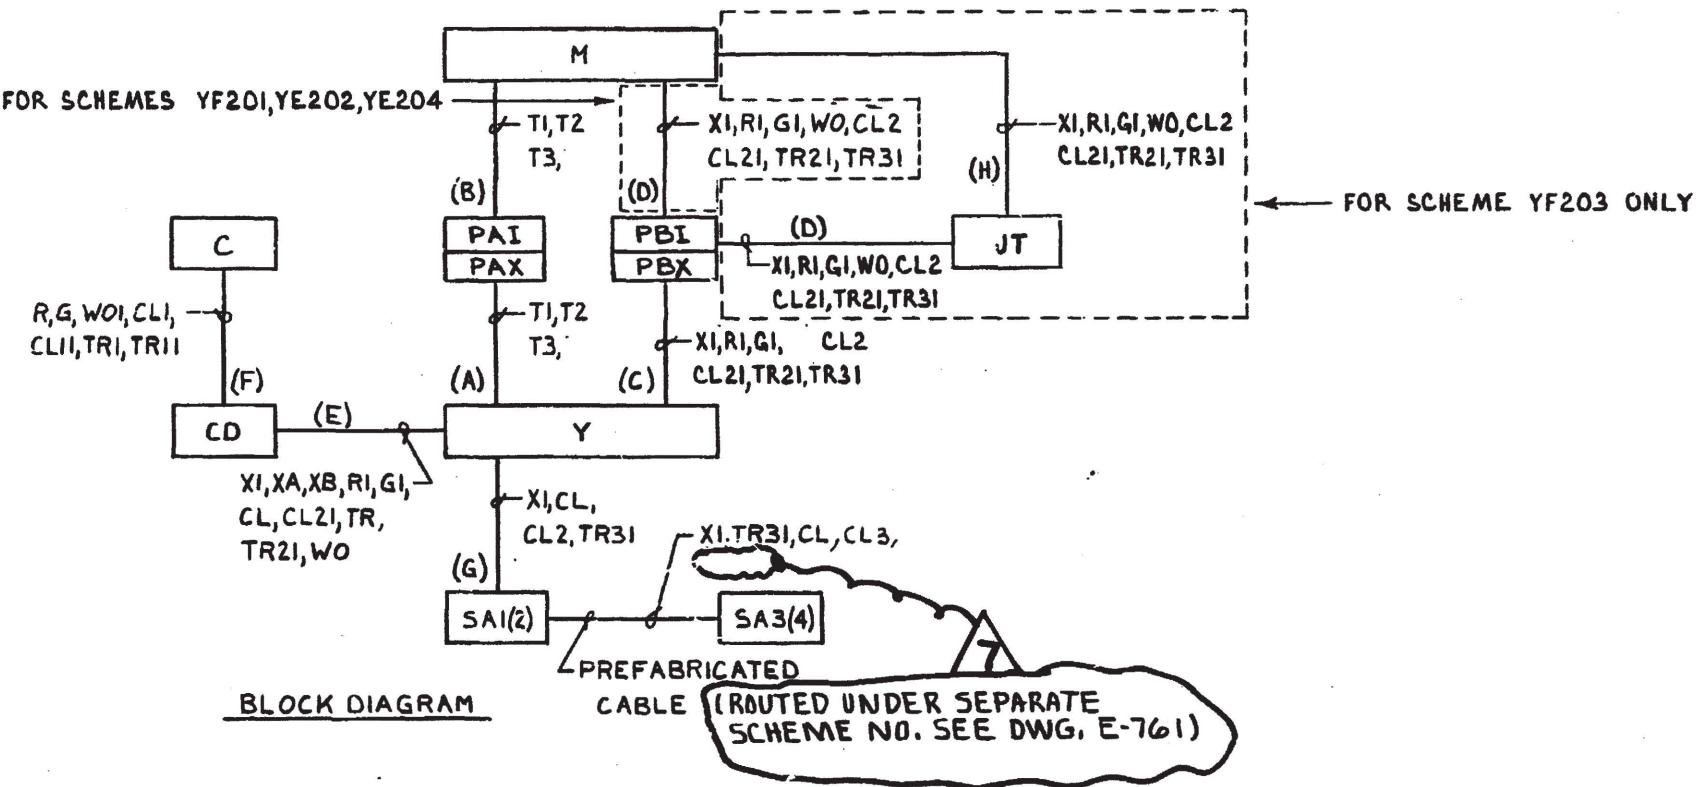 M
FOR SCHEMES YF201,YE202,YE204
T1,T2
T3,
X1,R1,G1,WO,CL2
CL21,TR21,TR31
X1,R1,G1,WO,CL2
CL21,TR21,TR31
(B)
(D)
(H)
FOR SCHEME YF203 ONLY
C
PA1
PAX
PB1
PBX
(D)
JT
X1,R1,G1,WO,CL2
CL21,TR21,TR31
R,G,WO1,CL1,
CL11,TR1,TR11
T1,T2
T3,
X1,R1,G1, CL2
CL21,TR21,TR31
(F)
(A)
(C)
CD
(E)
Y
X1,XA,XB,R1,G1,
CL,CL21,TR,
TR21,WO
X1,CL,
CL2,TR31
X1.TR31,CL,CL3,
(G)
SA1(2)
SA3(4)
7
PREFABRICATED
CABLE
(ROUTED UNDER SEPARATE
SCHEME NO. SEE DWG. E-761)
BLOCK DIAGRAM